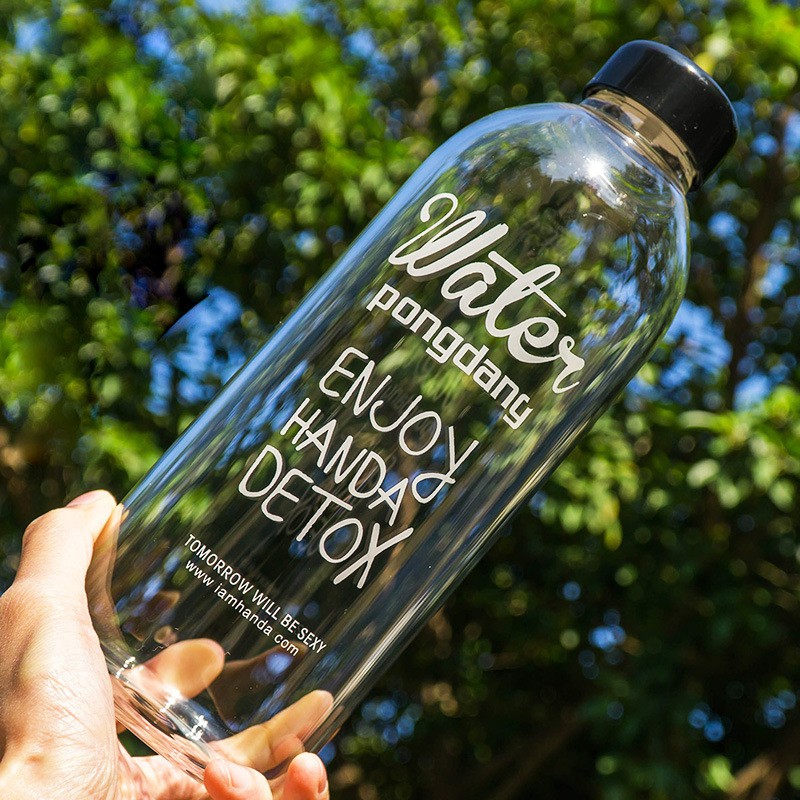 Water
pongdang
ENJOY
HANDA
DETOX
TOMORROW WILL BE SEXY
www.iamhanda.com